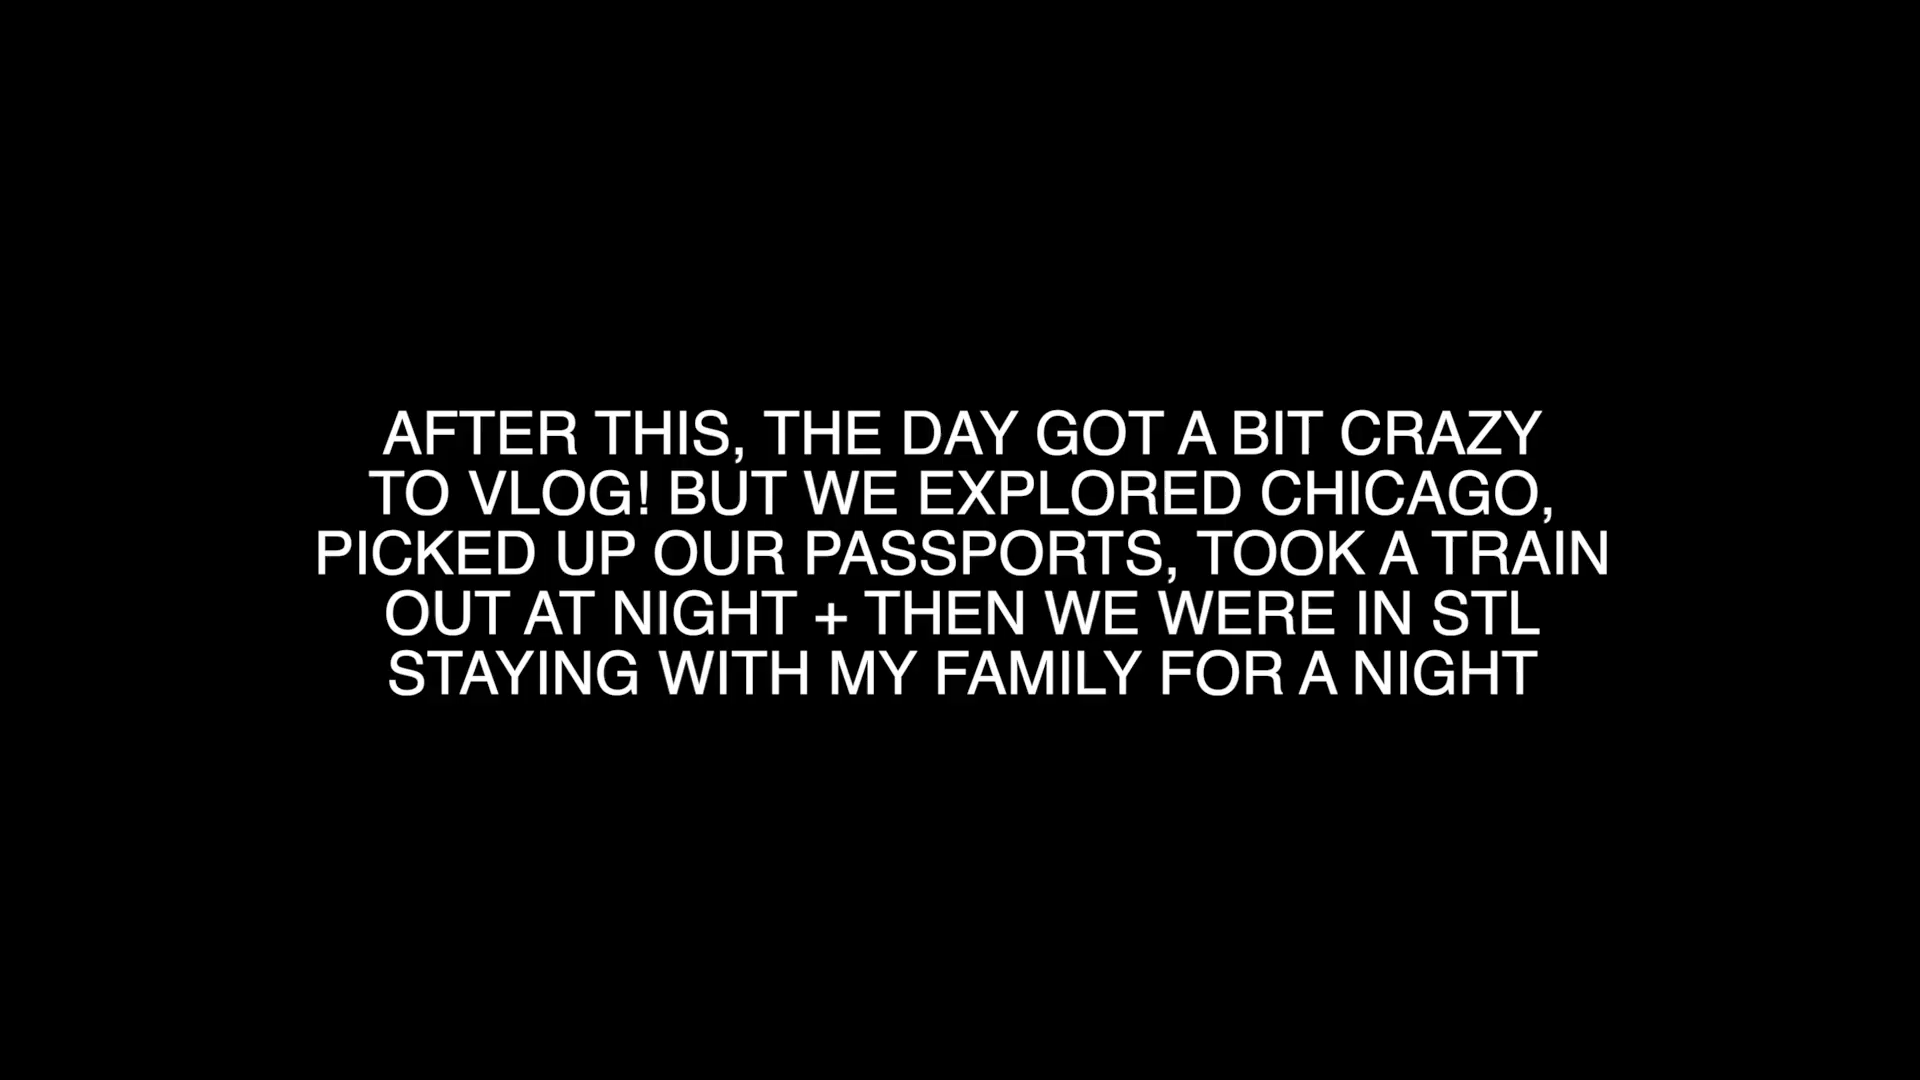 AFTER THIS, THE DAY GOT A BIT CRAZY
TO VLOG! BUT WE EXPLORED CHICAGO,
PICKED UP OUR PASSPORTS, TOOK A TRAIN
OUT AT NIGHT + THEN WE WERE IN STL
STAYING WITH MY FAMILY FOR A NIGHT